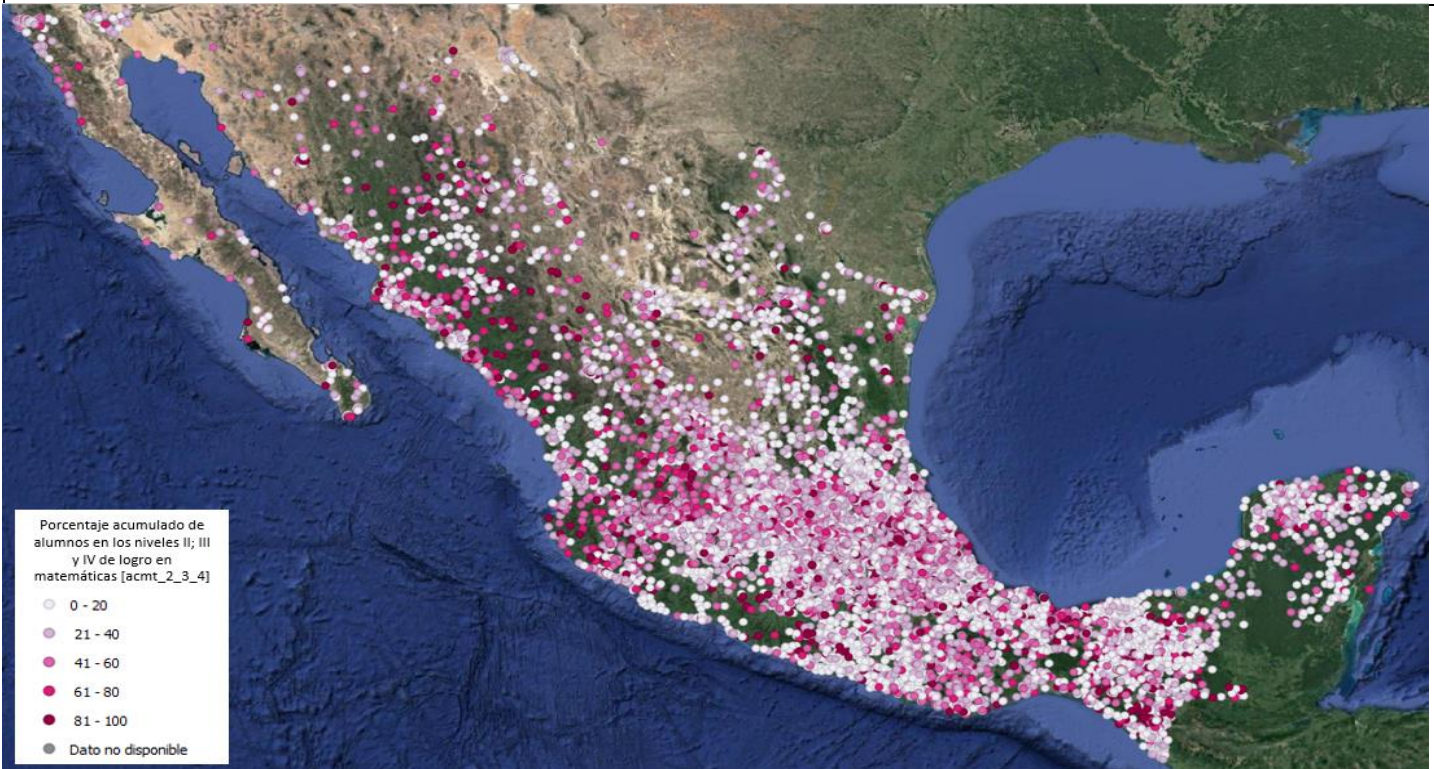 Porcentaje acumulado de
alumnos en los niveles II; III
y IV de logro en
matemáticas [acmt_2_3_4]
0 - 20
21 - 40
41 - 60
61 - 80
81 - 100
Dato no disponible